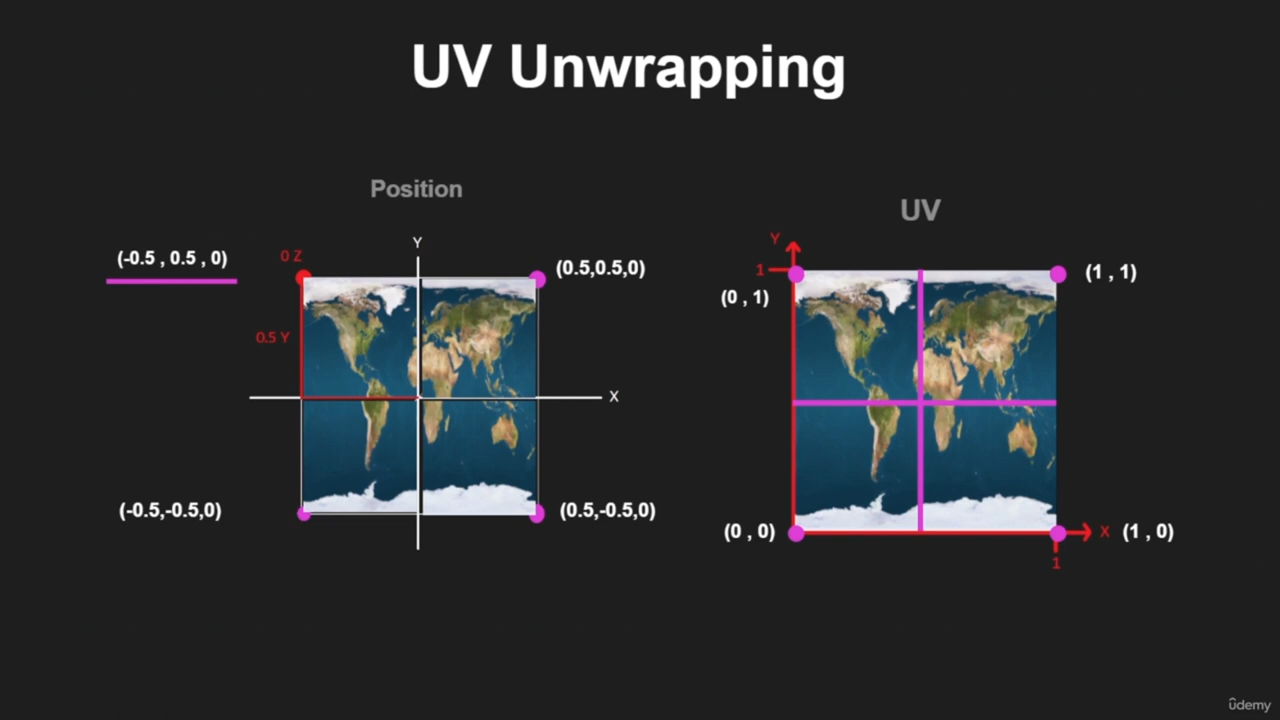 UV Unwrapping
Position
Y
(-0.5 , 0.5 , 0)
0 Z
(0.5,0.5,0)
0.5 Y
X
(-0.5,-0.5,0)
(0.5,-0.5,0)
UV
Y
1
(0 , 1)
(1 , 1)
(0 , 0)
X
(1 , 0)
1
ûdemy